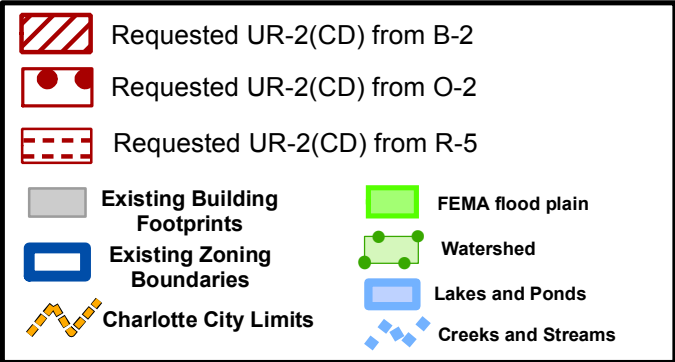 Requested UR-2(CD) from B-2
Requested UR-2(CD) from O-2
Requested UR-2(CD) from R-5
Existing Building
Footprints
Existing Zoning
Boundaries
Charlotte City Limits
FEMA flood plain
Watershed
Lakes and Ponds
Creeks and Streams